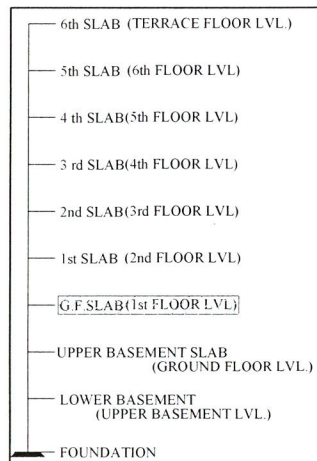 6th SLAB (TERRACE FLOOR LVL.)
5th SLAB (6th FLOOR LVL)
4 th SLAB(5th FLOOR LVL)
3 rd SLAB(4th FLOOR LVL)
2nd SLAB(3rd FLOOR LVL)
1st SLAB (2nd FLOOR LVL)
G.F.SLAB(1st FLOOR LVL)
UPPER BASEMENT SLAB
(GROUND FLOOR LVL.)
LOWER BASEMENT
(UPPER BASEMENT LVL.)
FOUNDATION